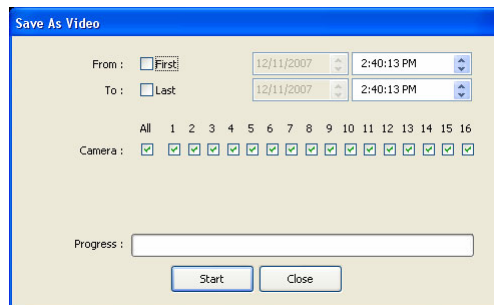 Save As Video
From : First 12/11/2007 2:40:13 PM
To : Last 12/11/2007 2:40:13 PM
All 1 2 3 4 5 6 7 8 9 10 11 12 13 14 15 16
Camera :
Progress :
Start Close